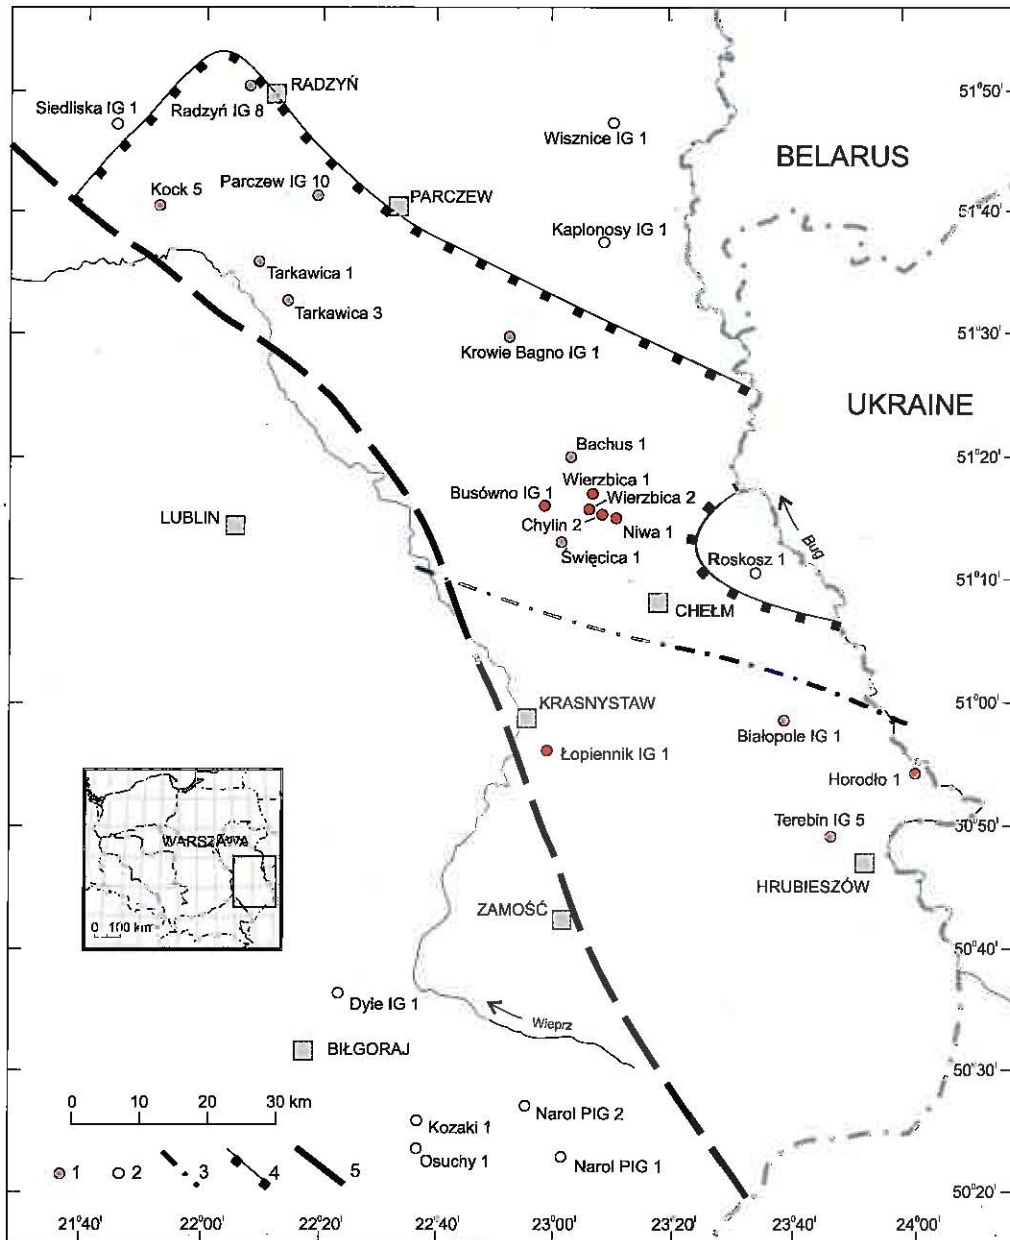 RADZYŃ
Siedliska IG 1
Radzyń IG 8
51°50'
Wisznice IG 1
BELARUS
Kock 5
Parczew IG 10
PARCZEW
51°40'
Kaplonosy IG 1
Tarkawica 1
Tarkawica 3
51°30'
Krowie Bagno IG 1
UKRAINE
Bachus 1
51°20'
Wierzbica 1
Busówno IG 1
Wierzbica 2
LUBLIN
Chylin 2
Niwa 1
Bug
Święcica 1
Roskosz 1
51°10'
CHEŁM
KRASNYSTAW
51°00'
Białopole IG 1
Łopiennik IG 1
Horodło 1
Terebin IG 5
50°50'
WARSZAWA
HRUBIESZÓW
ZAMOŚĆ
0 100 km
50°40'
Dyle IG 1
Wieprz
BIŁGORAJ
50°30'
0 10 20 30 km
Narol PIG 2
Kozaki 1
Osuchy 1
Narol PIG 1
1 2 3 4 5
50°20'
21°40' 22°00' 22°20' 22°40' 23°00' 23°20' 23°40' 24°00'